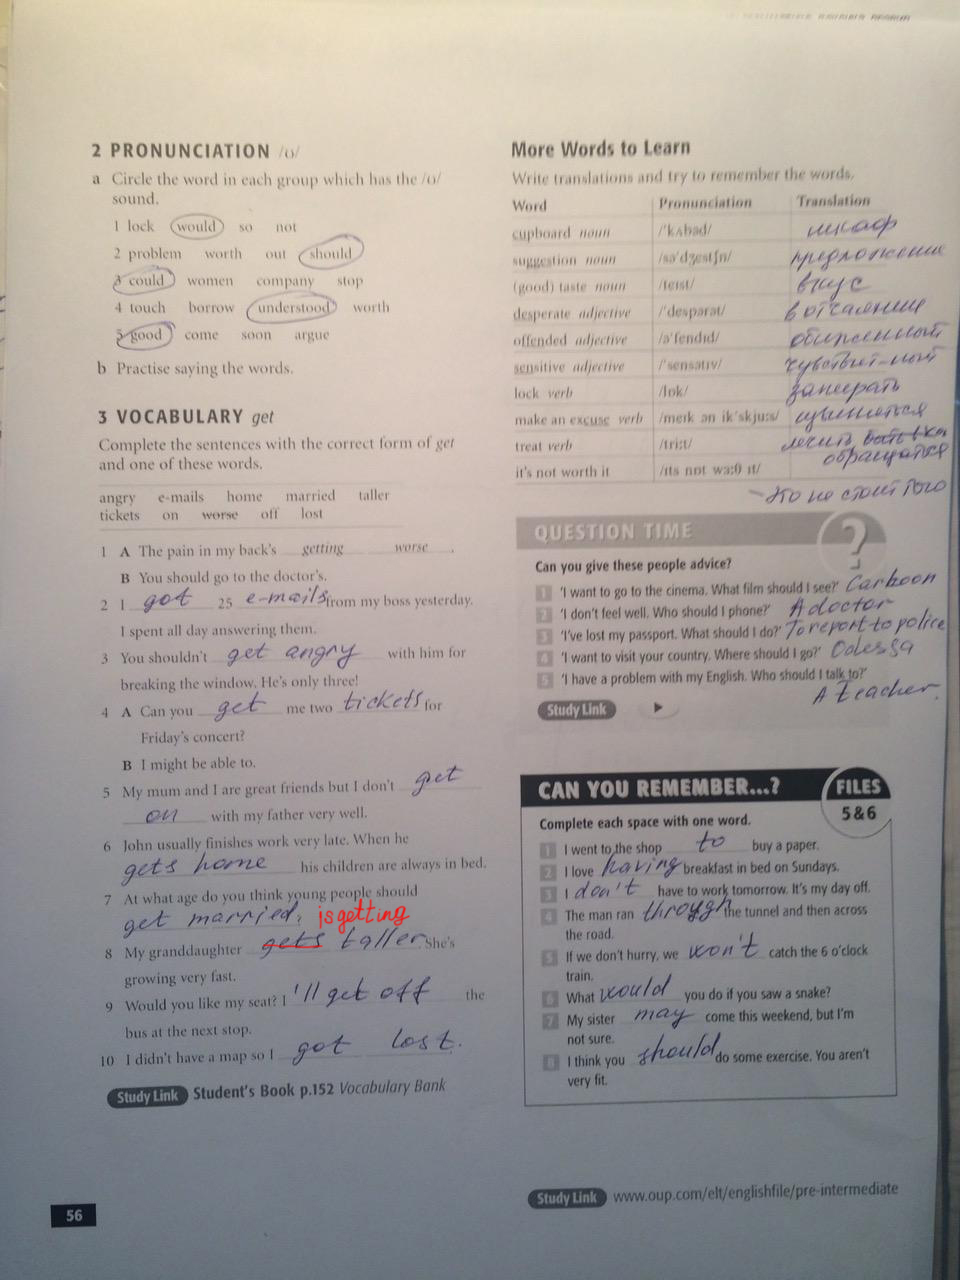 2 PRONUNCIATION /ʊ/
a Circle the word in each group which has the /ʊ/
sound.
1 lock would so not
2 problem worth out should
3 could women company stop
4 touch borrow understood worth
5 good come soon argue
b Practise saying the words.
3 VOCABULARY get
Complete the sentences with the correct form of get
and one of these words.
angry e-mails home married taller
tickets on worse off lost
1 A The pain in my back's getting worse .
B You should go to the doctor's.
2 I got 25 e-mails from my boss yesterday.
I spent all day answering them.
3 You shouldn't get angry with him for
breaking the window. He's only three!
4 A Can you get me two tickets for
Friday's concert?
B I might be able to.
5 My mum and I are great friends but I don't get
on with my father very well.
6 John usually finishes work very late. When he
gets home his children are always in bed.
7 At what age do you think young people should
get married?
is getting
8 My granddaughter gets taller. She's
growing very fast.
9 Would you like my seat? I 'll get off the
bus at the next stop.
10 I didn't have a map so I got lost.
Study Link Student's Book p.152 Vocabulary Bank
56
More Words to Learn
Write translations and try to remember the words.
Word Pronunciation Translation
cupboard noun /ˈkʌbəd/ шкаф
suggestion noun /səˈdʒestʃn/ предложение
(good) taste noun /teɪst/ вкус
desperate adjective /ˈdespərət/ в отчаянии
offended adjective /əˈfendɪd/ обиженный
sensitive adjective /ˈsensətɪv/ чувствит-ный
lock verb /lɒk/ запирать
make an excuse verb /meɪk ən ɪkˈskjuːs/ извиняться
treat verb /triːt/ лечить,
обращатся
it's not worth it /ɪts nɒt wɜːθ ɪt/
- это не стоит того
QUESTION TIME ?
Can you give these people advice?
1 'I want to go to the cinema. What film should I see?' Carboon
2 'I don't feel well. Who should I phone?' A doctor
3 'I've lost my passport. What should I do?' To report to police
4 'I want to visit your country. Where should I go?' Odessa
5 'I have a problem with my English. Who should I talk to?'
A teacher.
Study Link
CAN YOU REMEMBER...? FILES
5 & 6
Complete each space with one word.
1 I went to the shop to buy a paper.
2 I love having breakfast in bed on Sundays.
3 I don't have to work tomorrow. It's my day off.
4 The man ran through the tunnel and then across
the road.
5 If we don't hurry, we won't catch the 6 o'clock
train.
6 What would you do if you saw a snake?
7 My sister may come this weekend, but I'm
not sure.
8 I think you should do some exercise. You aren't
very fit.
Study Link www.oup.com/elt/englishfile/pre-intermediate